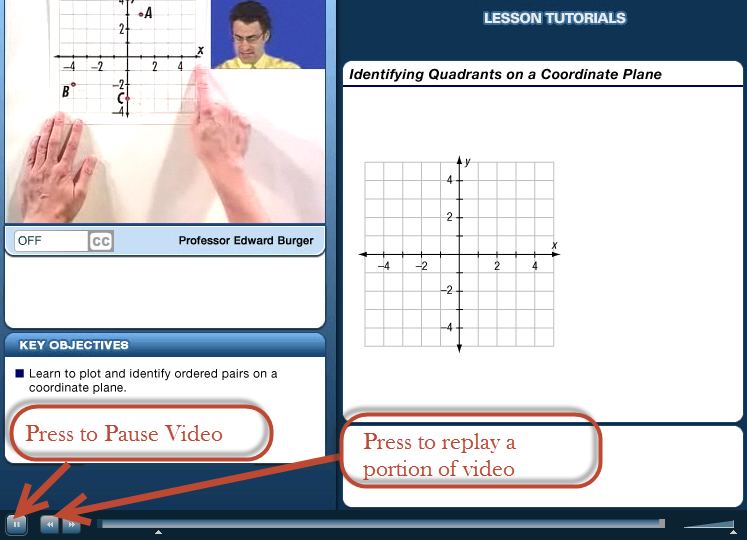 LESSON TUTORIALS
4
A
2
x
-4 -2 2 4
B
-2
C
-4
OFF CC
Professor Edward Burger
KEY OBJECTIVES
Learn to plot and identify ordered pairs on a
coordinate plane.
Press to Pause Video
Identifying Quadrants on a Coordinate Plane
y
4
2
x
-4 -2 2 4
-2
-4
Press to replay a
portion of video